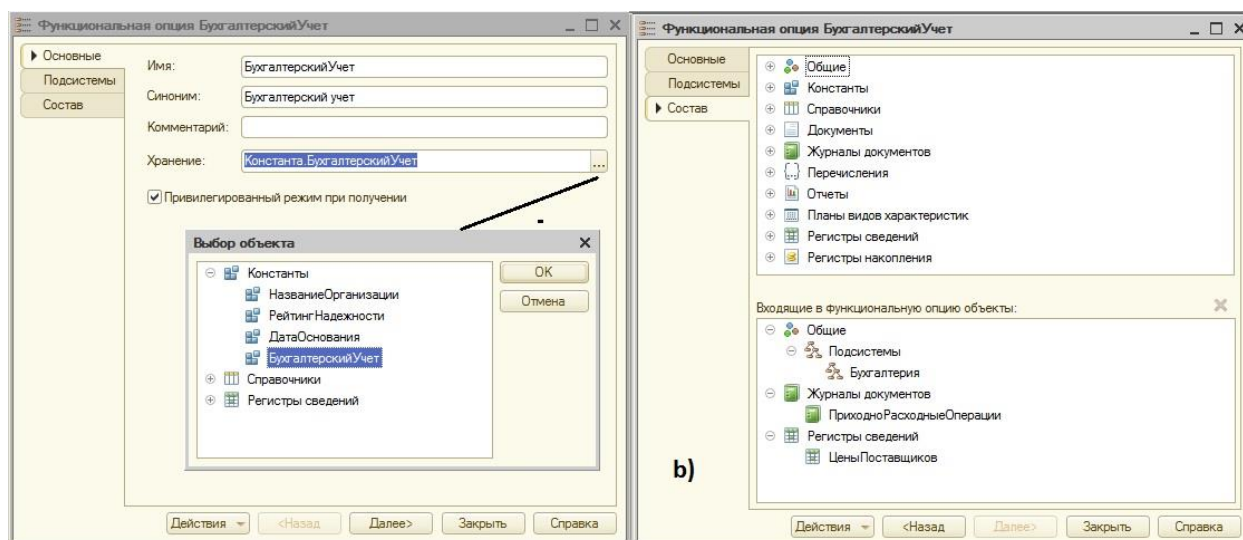 Функциональная опция БухгалтерскийУчет
Основные
Подсистемы
Состав
Имя:
БухгалтерскийУчет
Синоним:
Бухгалтерский учет
Комментарий:
Хранение:
Константа.БухгалтерскийУчет
...
Привилегированный режим при получении
Выбор объекта
Константы
НазваниеОрганизации
РейтингНадежности
ДатаОснования
БухгалтерскийУчет
Справочники
Регистры сведений
ОК
Отмена
Действия
<Назад
Далее>
Закрыть
Справка
Функциональная опция БухгалтерскийУчет
Основные
Подсистемы
Состав
Общие
Константы
Справочники
Документы
Журналы документов
Перечисления
Отчеты
Планы видов характеристик
Регистры сведений
Регистры накопления
Входящие в функциональную опцию объекты:
Общие
Подсистемы
Бухгалтерия
Журналы документов
ПриходноРасходныеОперации
Регистры сведений
ЦеныПоставщиков
b)
Действия
<Назад
Далее>
Закрыть
Справка